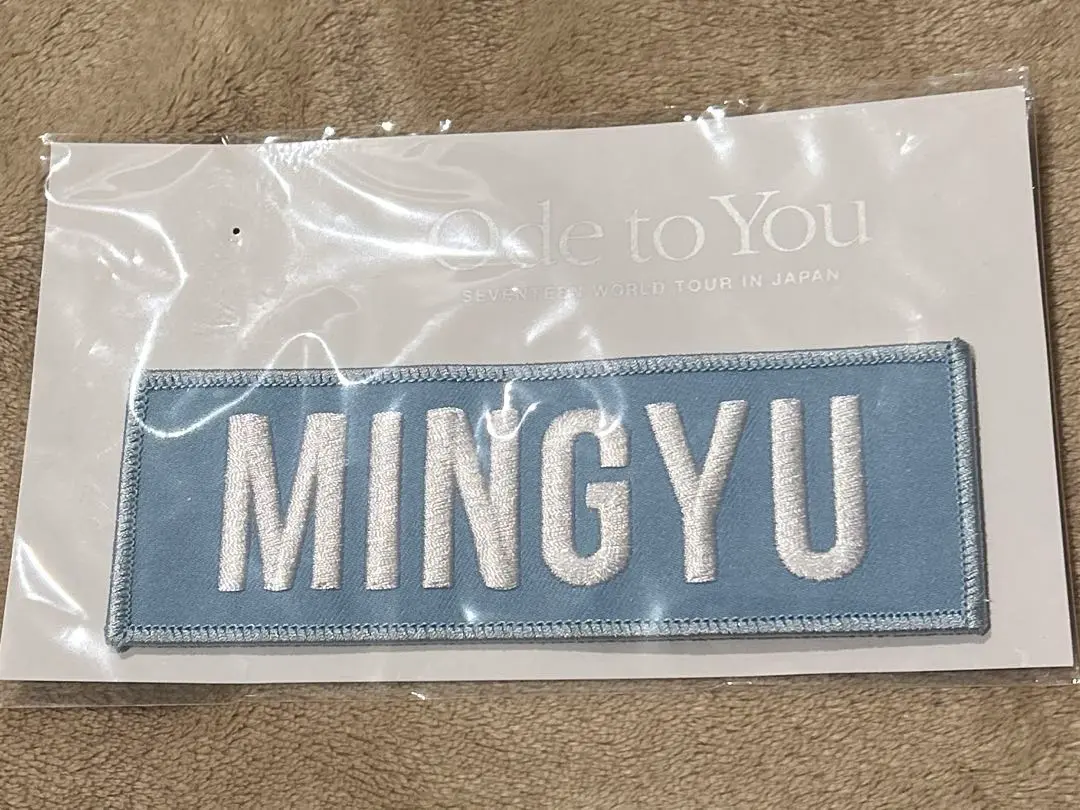 Ode to You
SEVENTEEN WORLD TOUR IN JAPAN
MINGYU